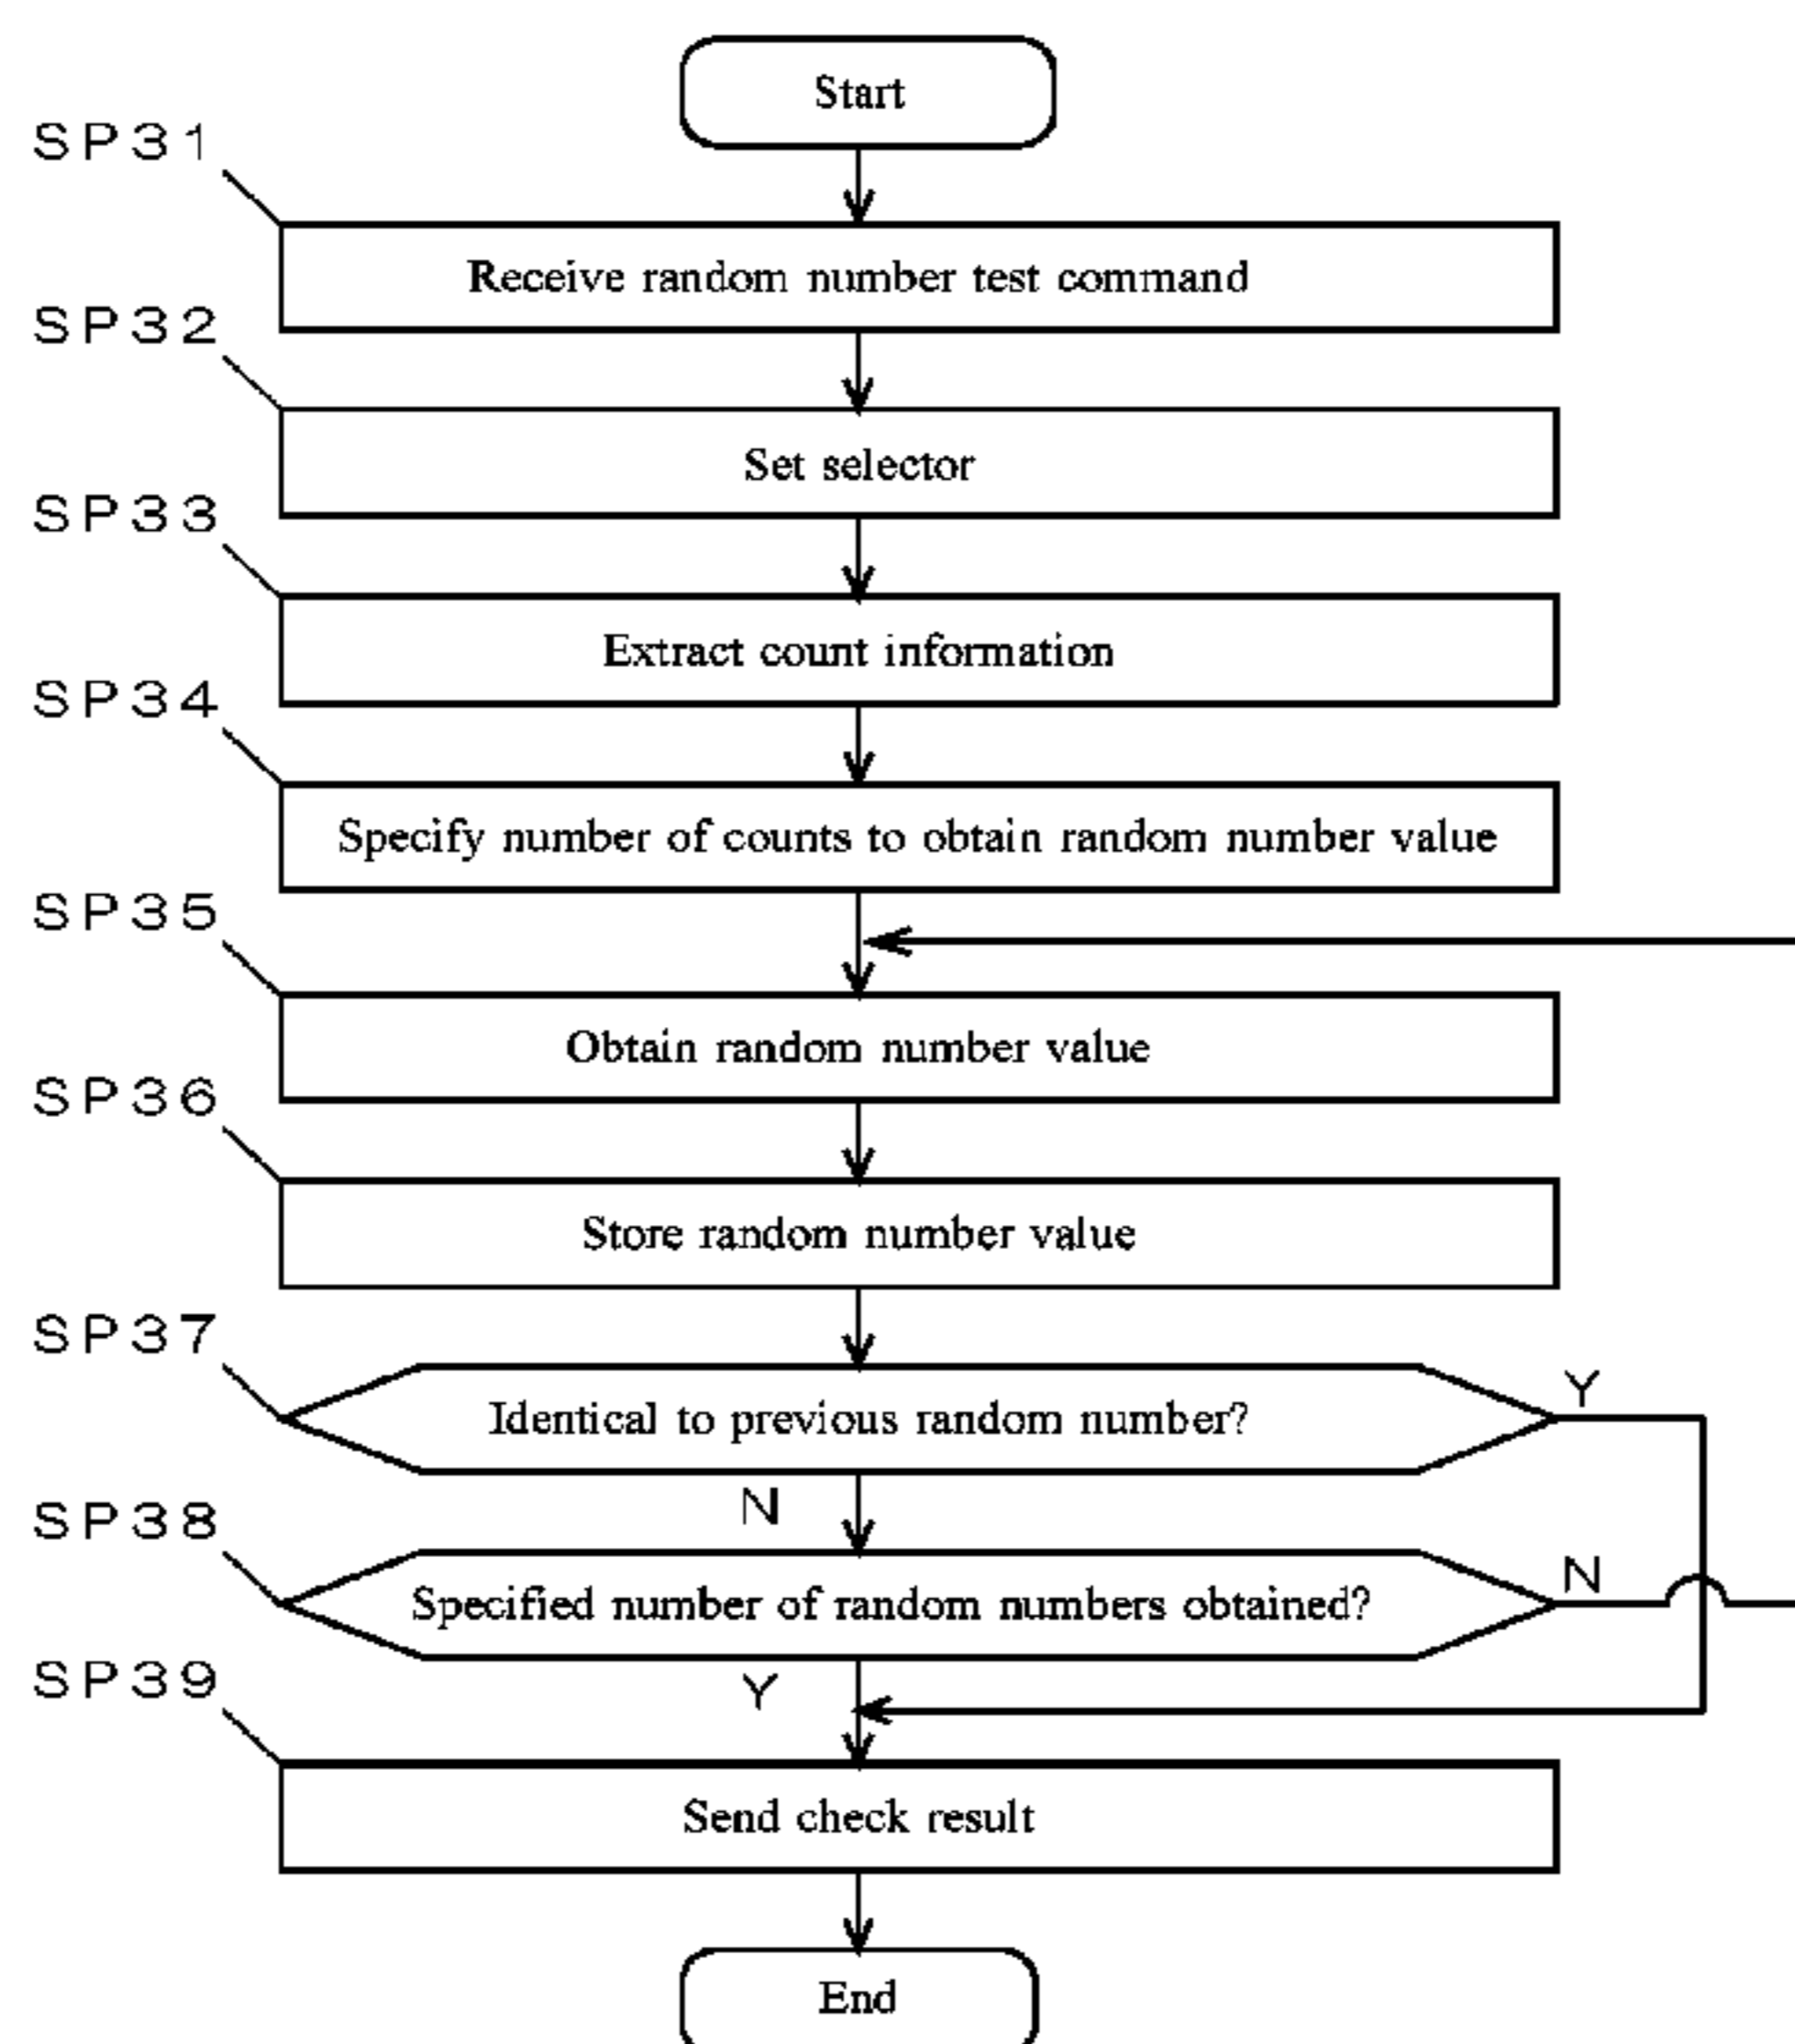 Start
SP31
Receive random number test command
SP32
Set selector
SP33
Extract count information
SP34
Specify number of counts to obtain random number value
SP35
Obtain random number value
SP36
Store random number value
SP37
Identical to previous random number?
Y
N
SP38
Specified number of random numbers obtained?
N
Y
SP39
Send check result
End